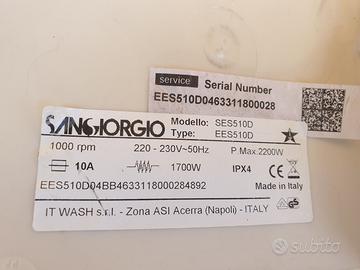 service Serial Number
EES510D0463311800028
SANGIORGIO
Modello: SES510D
Type: EES510D
1000 rpm 220 - 230V~50Hz P.Max.2200W
10A 1700W IPX4 Made in Italy
EES510D04BB4633118000284892
IT WASH s.r.l. - Zona ASI Acerra (Napoli) - ITALY
subito